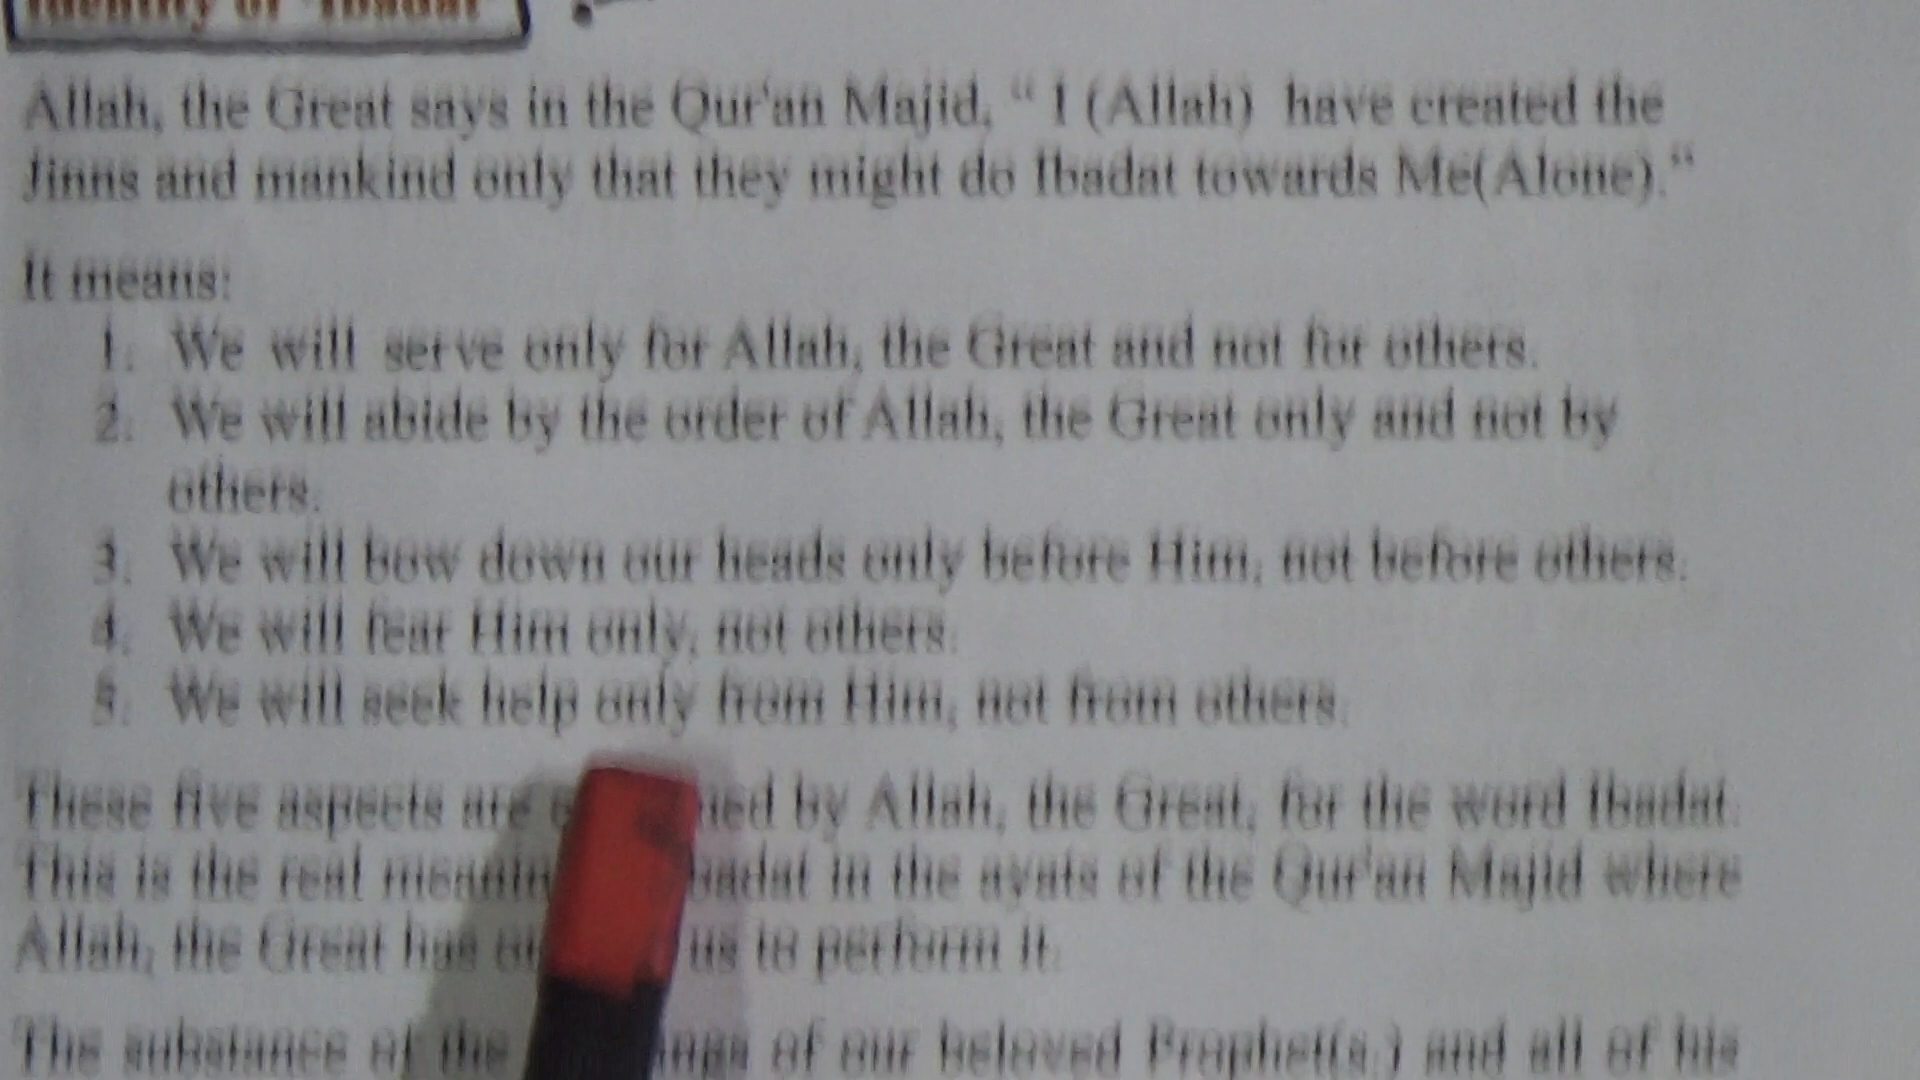 Identity of 'Ibadat
Allah, the Great says in the Qur'an Majid, “ I (Allah) have created the
Jinns and mankind only that they might do Ibadat towards Me(Alone).“
It means:
1. We will serve only for Allah, the Great and not for others.
2. We will abide by the order of Allah, the Great only and not by
others.
3. We will bow down our heads only before Him, not before others.
4. We will fear Him only, not others.
5. We will seek help only from Him, not from others.
These five aspects are by Allah, the Great, for the word Ibadat.
This is the real in the ayats of the Qur'an Majid where
Allah, the Great has us to perform it.
The substance of the of our beloved Prophet(s.) and all of his